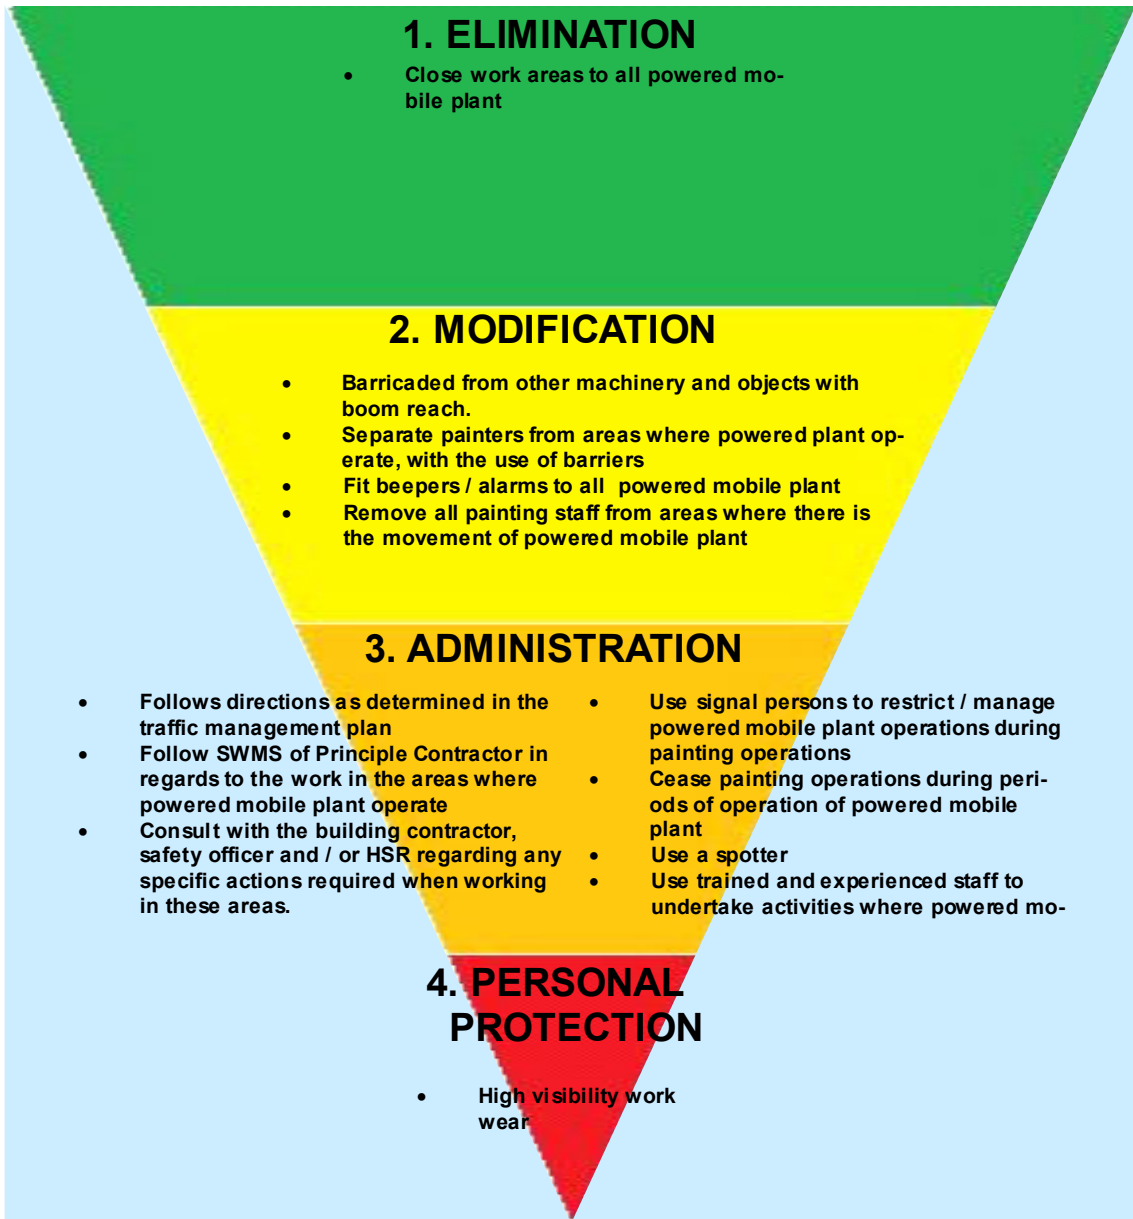 1. ELIMINATION
• Close work areas to all powered mo-
bile plant
2. MODIFICATION
• Barricaded from other machinery and objects with
boom reach.
• Separate painters from areas where powered plant op-
erate, with the use of barriers
• Fit beepers / alarms to all powered mobile plant
• Remove all painting staff from areas where there is
the movement of powered mobile plant
3. ADMINISTRATION
• Follows directions as determined in the
traffic management plan
• Follow SWMS of Principle Contractor in
regards to the work in the areas where
powered mobile plant operate
• Consult with the building contractor,
safety officer and / or HSR regarding any
specific actions required when working
in these areas.
• Use signal persons to restrict / manage
powered mobile plant operations during
painting operations
• Cease painting operations during peri-
ods of operation of powered mobile
plant
• Use a spotter
• Use trained and experienced staff to
undertake activities where powered mo-
4. PERSONAL
PROTECTION
• High visibility work
wear